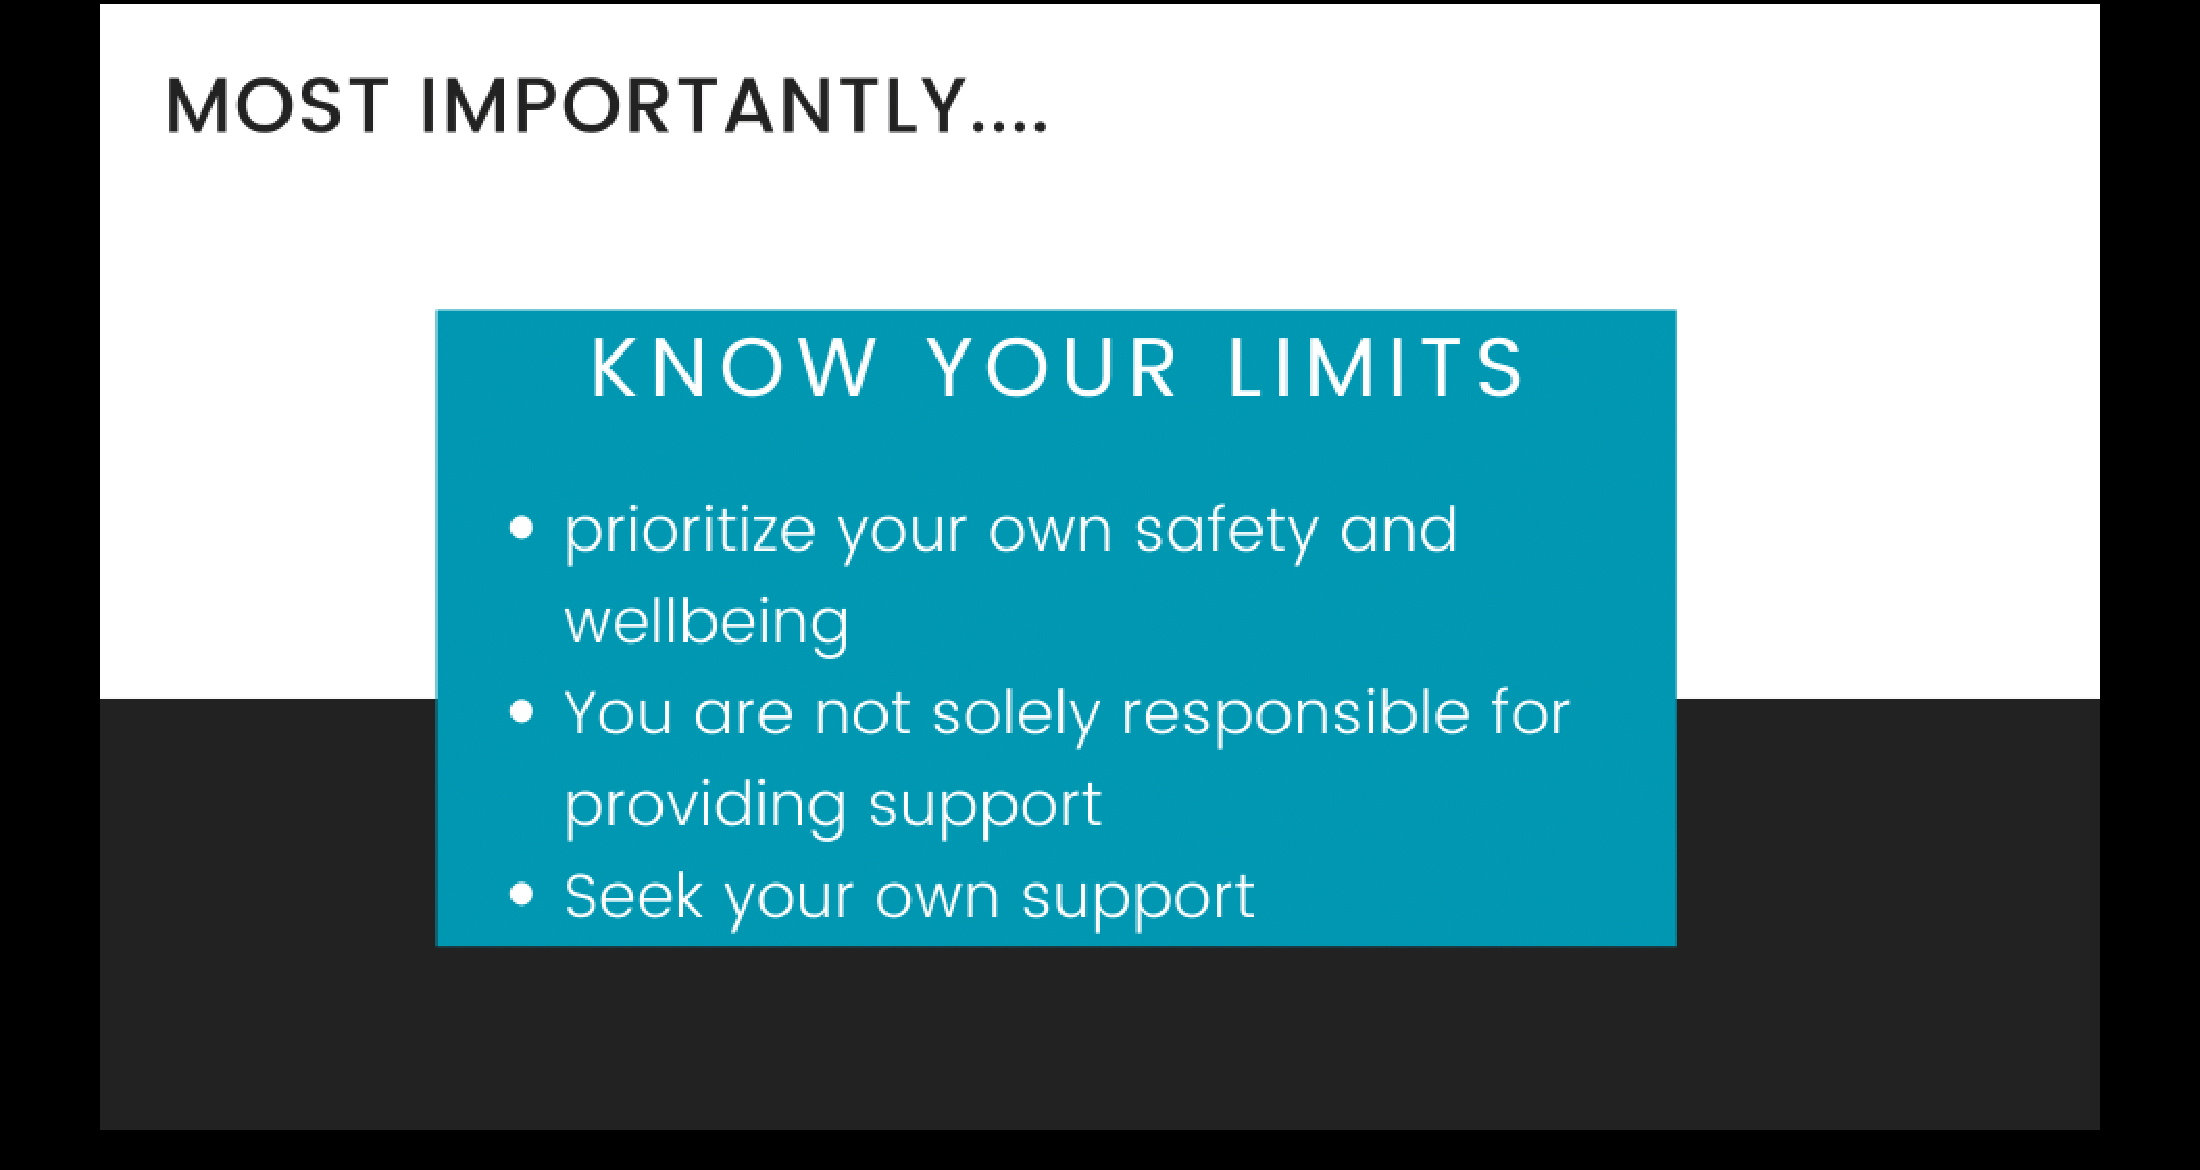 MOST IMPORTANTLY....
KNOW YOUR LIMITS
• prioritize your own safety and
wellbeing
• You are not solely responsible for
providing support
• Seek your own support